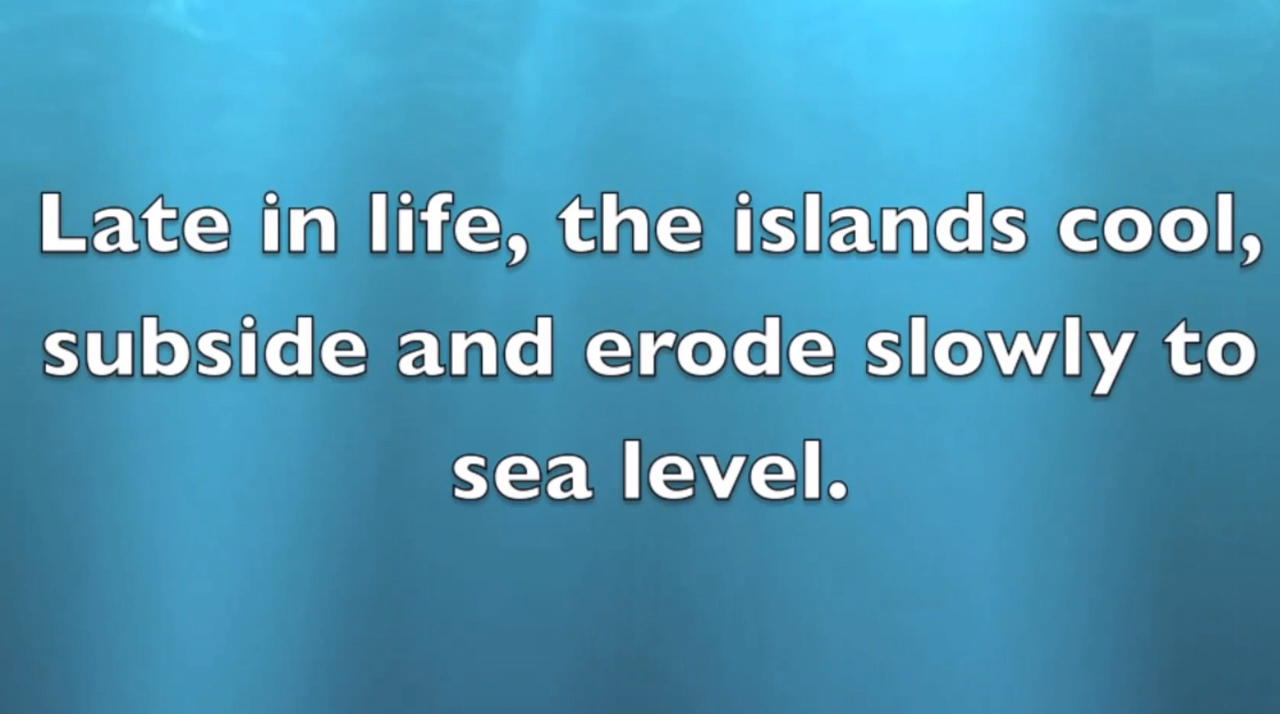 Late in life, the islands cool,
subside and erode slowly to
sea level.